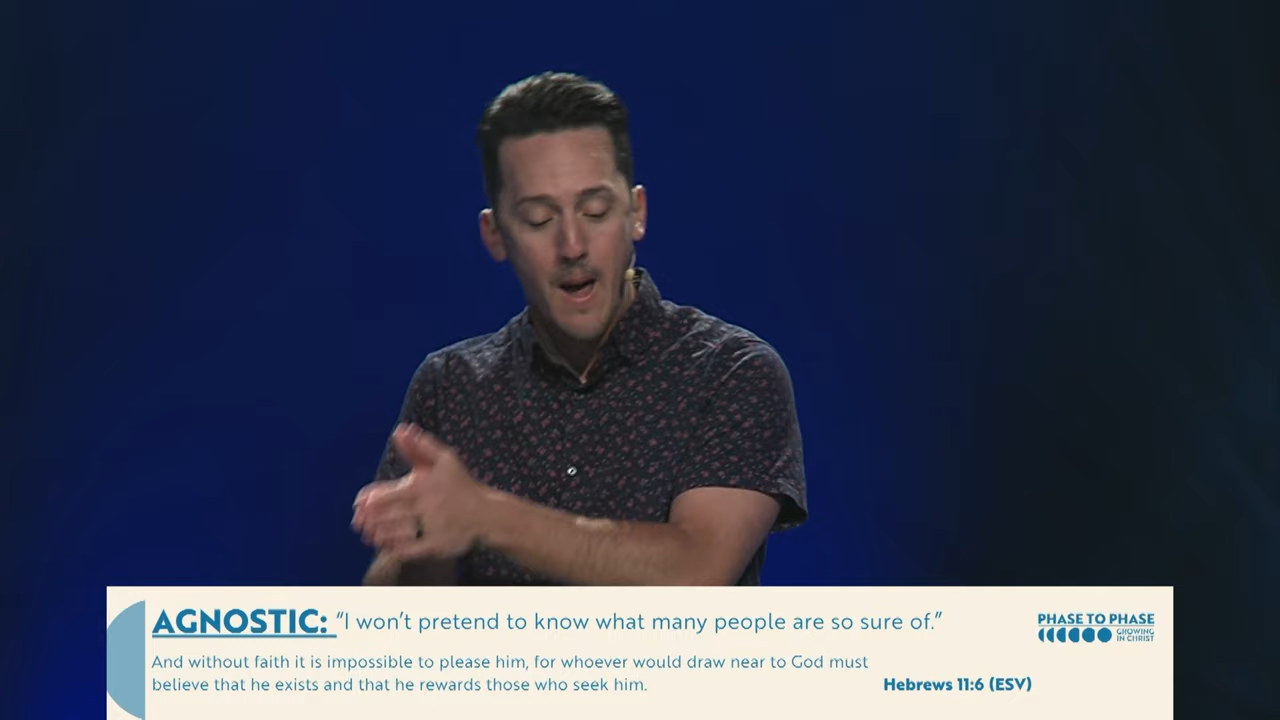 AGNOSTIC: “I won’t pretend to know what many people are so sure of.”
And without faith it is impossible to please him, for whoever would draw near to God must
believe that he exists and that he rewards those who seek him.
Hebrews 11:6 (ESV)
PHASE TO PHASE
GROWING
IN CHRIST